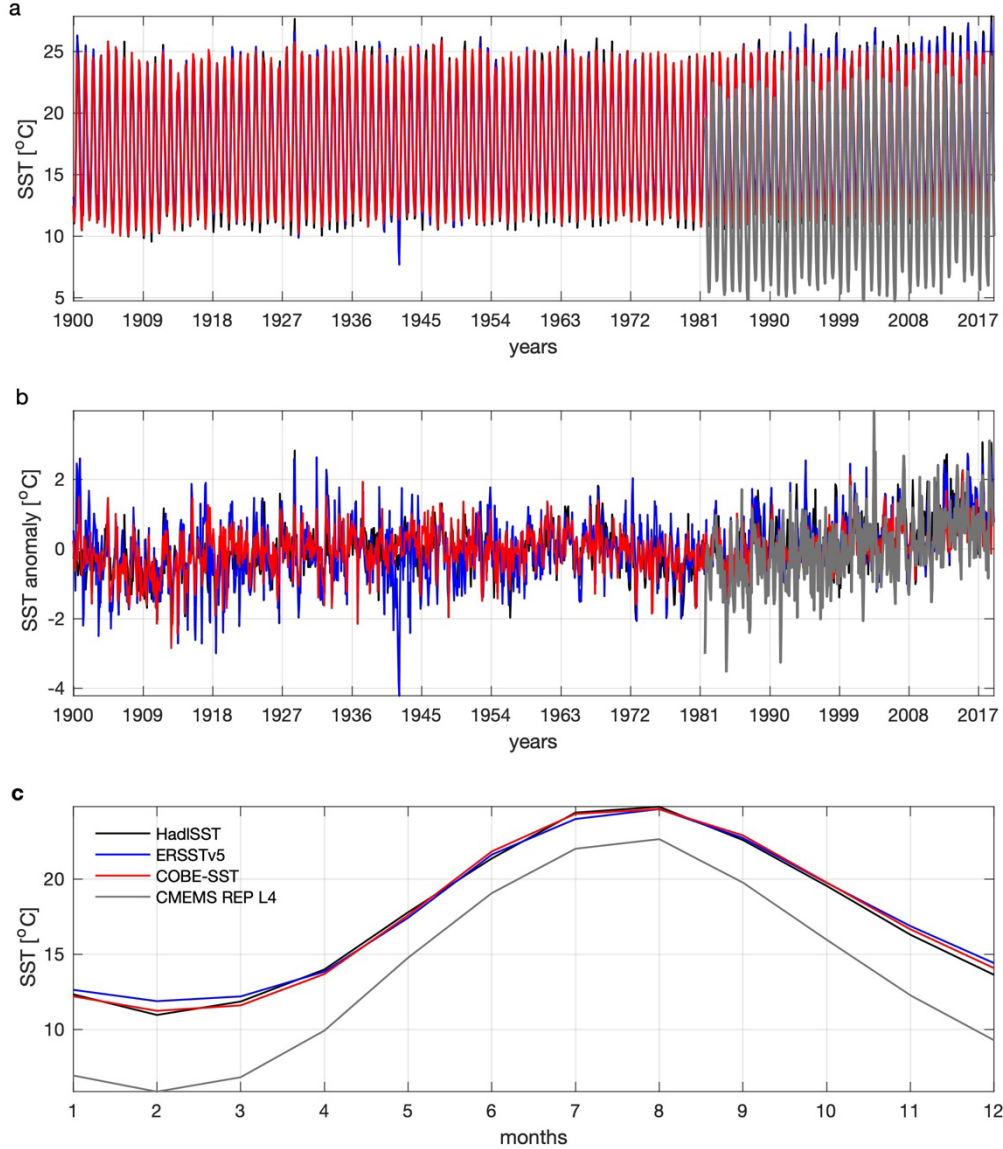 a
25
20
15
10
5
SST [°C]
1900 1909 1918 1927 1936 1945 1954 1963 1972 1981 1990 1999 2008 2017
years
b
2
0
-2
-4
SST anomaly [°C]
1900 1909 1918 1927 1936 1945 1954 1963 1972 1981 1990 1999 2008 2017
years
c
HadISST
ERSSTv5
COBE-SST
CMEMS REP L4
20
15
10
SST [°C]
1 2 3 4 5 6 7 8 9 10 11 12
months